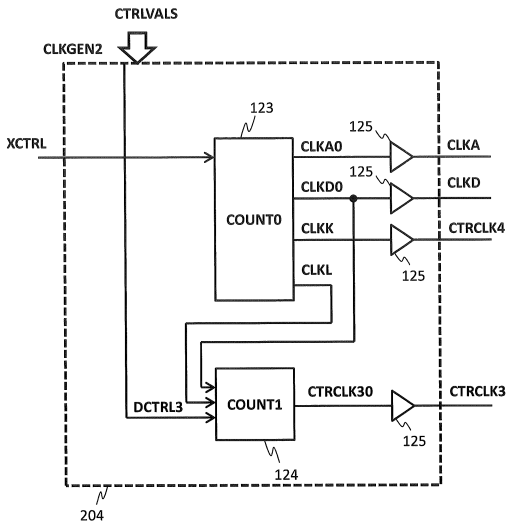 CTRLVALS
CLKGEN2
123
XCTRL
CLKA0
125
CLKA
CLKD0
125
CLKD
COUNT0
CLKK
CTRCLK4
CLKL
125
DCTRL3
COUNT1
CTRCLK30
CTRCLK3
125
124
204